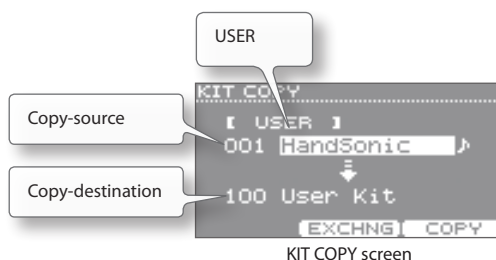 USER
KIT COPY
Copy-source
[ USER ]
001 HandSonic ♪
Copy-destination
100 User Kit
[EXCHNG] COPY
KIT COPY screen